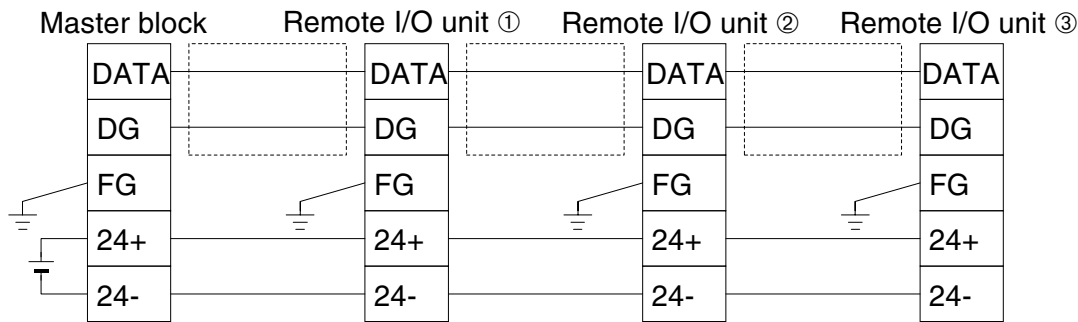 Master block Remote I/O unit ① Remote I/O unit ② Remote I/O unit ③
DATA DATA DATA DATA
DG DG DG DG
FG FG FG FG
24+ 24+ 24+ 24+
24- 24- 24- 24-